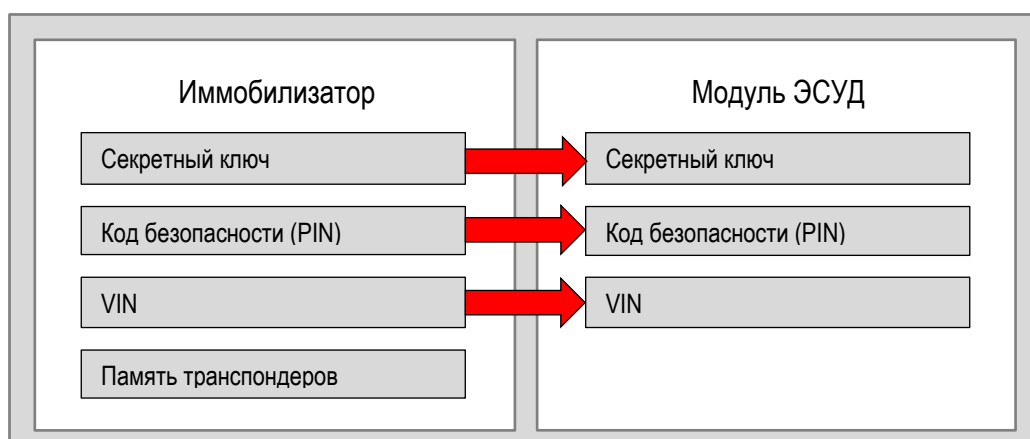 Иммобилизатор
Секретный ключ
Код безопасности (PIN)
VIN
Память транспондеров
Модуль ЭСУД
Секретный ключ
Код безопасности (PIN)
VIN